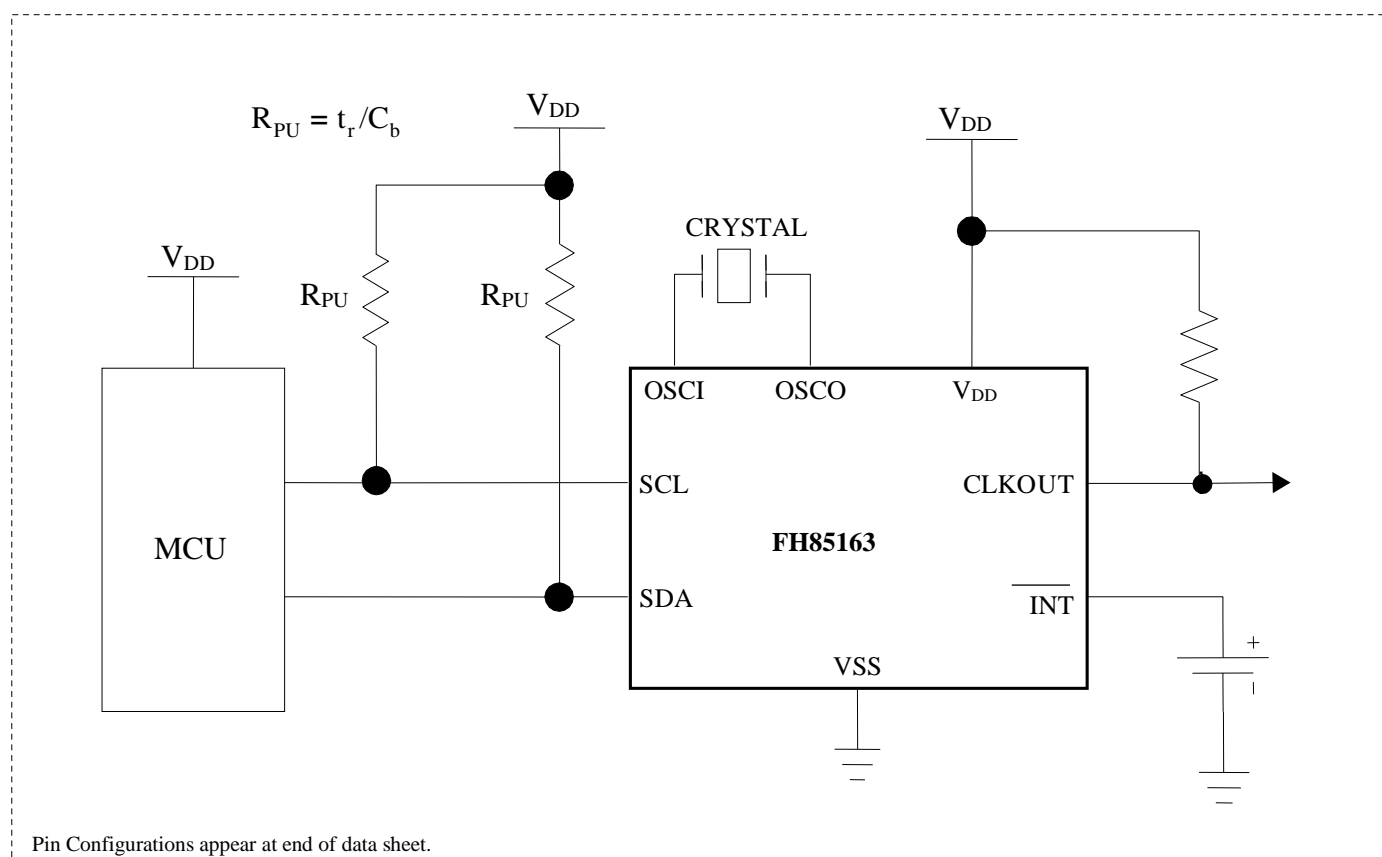 R_PU = t_r/C_b
V_DD
V_DD
CRYSTAL
V_DD
R_PU
R_PU
OSCI
OSCO
V_DD
SCL
CLKOUT
MCU
FH85163
SDA
INT
+
VSS
−
Pin Configurations appear at end of data sheet.